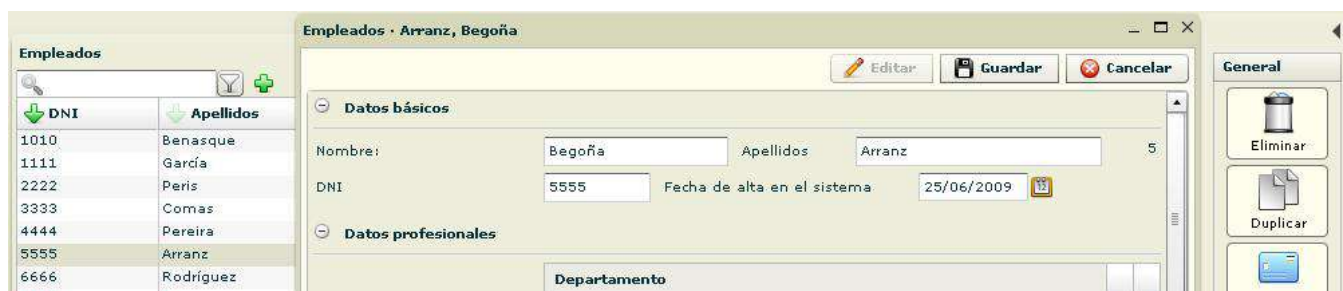 Empleados · Arranz, Begoña
Empleados
Editar Guardar Cancelar
General
DNI Apellidos
Datos básicos
1010 Benasque
Nombre: Begoña Apellidos Arranz 5
Eliminar
1111 García
2222 Peris
DNI 5555 Fecha de alta en el sistema 25/06/2009 12
3333 Comas
4444 Pereira
Duplicar
Datos profesionales
5555 Arranz
6666 Rodríguez
Departamento